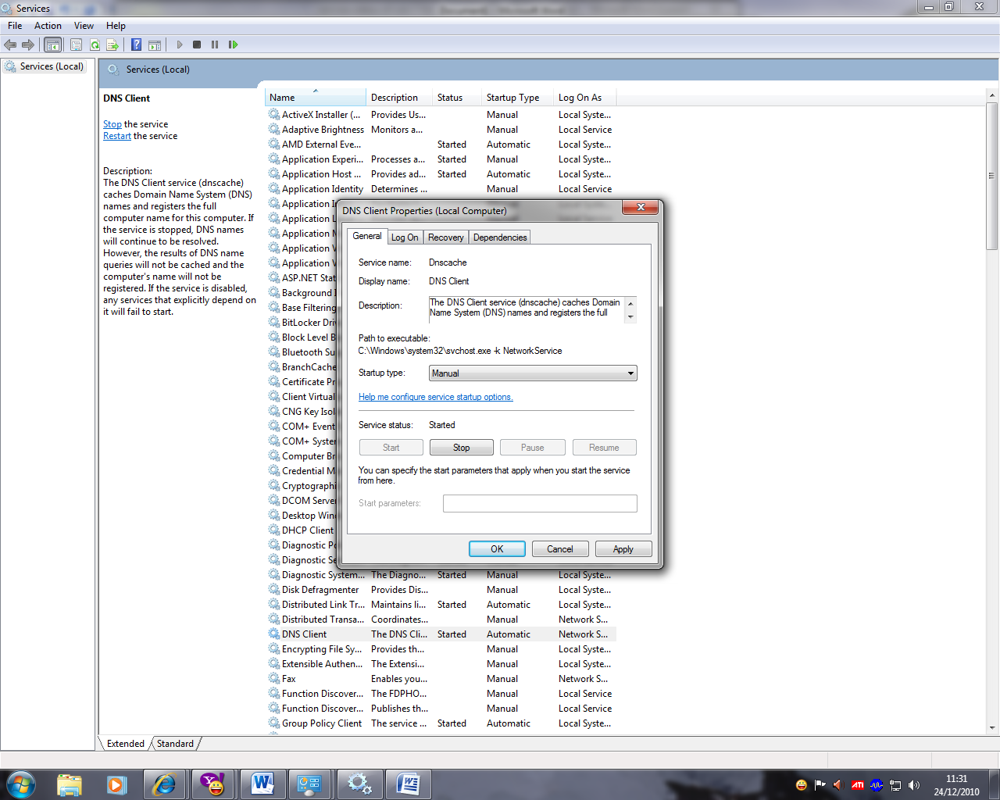 Services
File Action View Help
Services (Local)
Services (Local)
DNS Client
Stop the service
Restart the service
Description:
The DNS Client service (dnscache)
caches Domain Name System (DNS)
names and registers the full
computer name for this computer. If
the service is stopped, DNS names
will continue to be resolved.
However, the results of DNS name
queries will not be cached and the
computer's name will not be
registered. If the service is disabled,
any services that explicitly depend on
it will fail to start.
Name Description Status Startup Type Log On As
ActiveX Installer (... Provides Us... Manual Local Syste...
Adaptive Brightness Monitors a... Manual Local Service
AMD External Eve... Started Automatic Local Syste...
Application Experi... Processes a... Started Manual Local Syste...
Application Host ... Provides ad... Started Automatic Local Syste...
Application Identity Determines ... Manual Local Service
Application I
Application L
Application M
Application V
Application V
ASP.NET Stat
Background I
Base Filtering
BitLocker Driv
Block Level B
Bluetooth Su
BranchCache
Certificate Pr
Client Virtual
CNG Key Isol
COM+ Event
COM+ System
Computer Br
Credential M
Cryptographi
DCOM Server
Desktop Wind
DHCP Client
Diagnostic Po
Diagnostic Se
Diagnostic System... The Diagno... Started Manual Local Syste...
Disk Defragmenter Provides Dis... Manual Local Syste...
Distributed Link Tr... Maintains li... Started Automatic Local Syste...
Distributed Transa... Coordinates... Manual Network S...
DNS Client The DNS Cli... Started Automatic Network S...
Encrypting File Sy... Provides th... Manual Local Syste...
Extensible Authen... The Extensi... Manual Local Syste...
Fax Enables you... Manual Network S...
Function Discover... The FDPHO... Manual Local Service
Function Discover... Publishes th... Manual Local Service
Group Policy Client The service ... Started Automatic Local Syste...
DNS Client Properties (Local Computer)
General Log On Recovery Dependencies
Service name: Dnscache
Display name: DNS Client
Description: The DNS Client service (dnscache) caches Domain
Name System (DNS) names and registers the full
Path to executable:
C:\Windows\system32\svchost.exe -k NetworkService
Startup type: Manual
Help me configure service startup options.
Service status: Started
Start Stop Pause Resume
You can specify the start parameters that apply when you start the service
from here.
Start parameters:
OK Cancel Apply
Extended Standard
ATI
11:31
24/12/2010